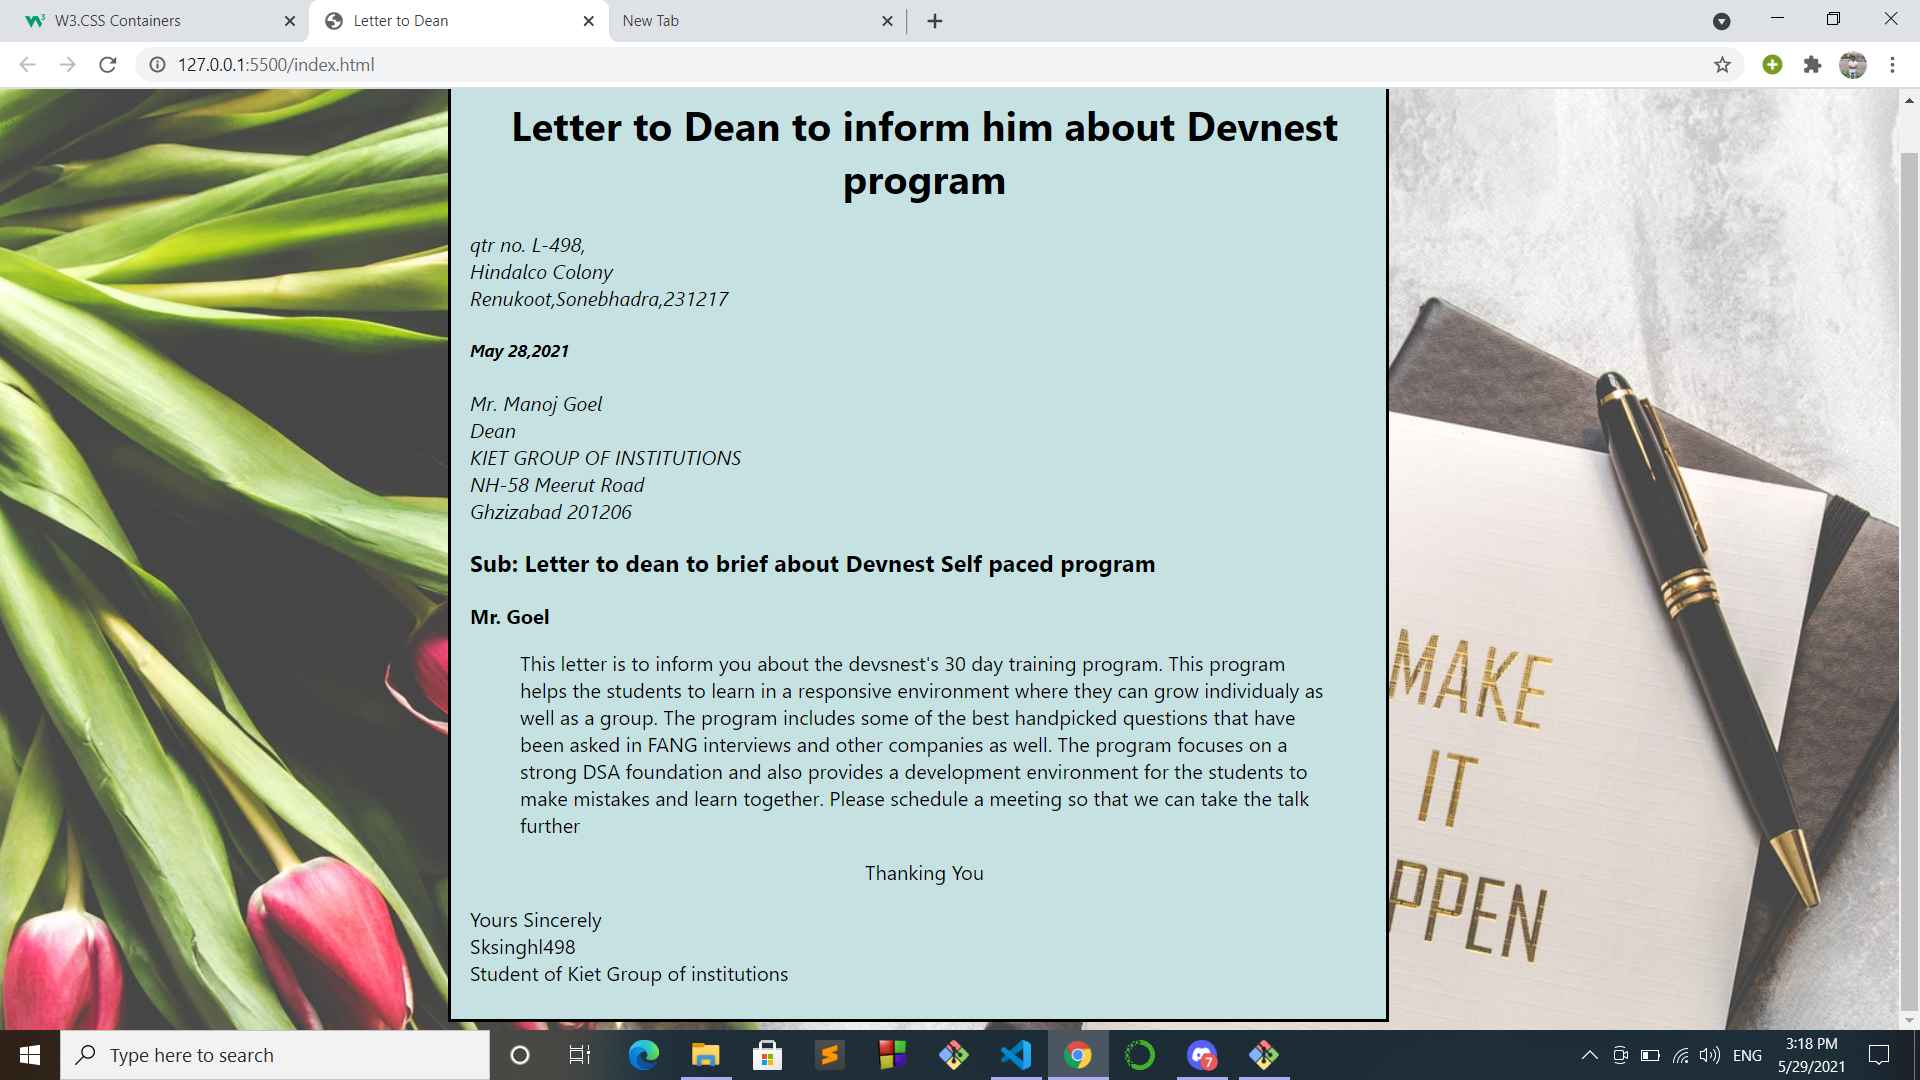 W3.CSS Containers
Letter to Dean
New Tab
127.0.0.1:5500/index.html
Letter to Dean to inform him about Devnest
program
qtr no. L-498,
Hindalco Colony
Renukoot,Sonebhadra,231217
May 28,2021
Mr. Manoj Goel
Dean
KIET GROUP OF INSTITUTIONS
NH-58 Meerut Road
Ghzizabad 201206
Sub: Letter to dean to brief about Devnest Self paced program
Mr. Goel
This letter is to inform you about the devsnest's 30 day training program. This program
helps the students to learn in a responsive environment where they can grow individualy as
well as a group. The program includes some of the best handpicked questions that have
been asked in FANG interviews and other companies as well. The program focuses on a
strong DSA foundation and also provides a development environment for the students to
make mistakes and learn together. Please schedule a meeting so that we can take the talk
further
Thanking You
Yours Sincerely
Sksinghl498
Student of Kiet Group of institutions
MAKE
IT
PPEN
Type here to search
7
ENG
3:18 PM
5/29/2021